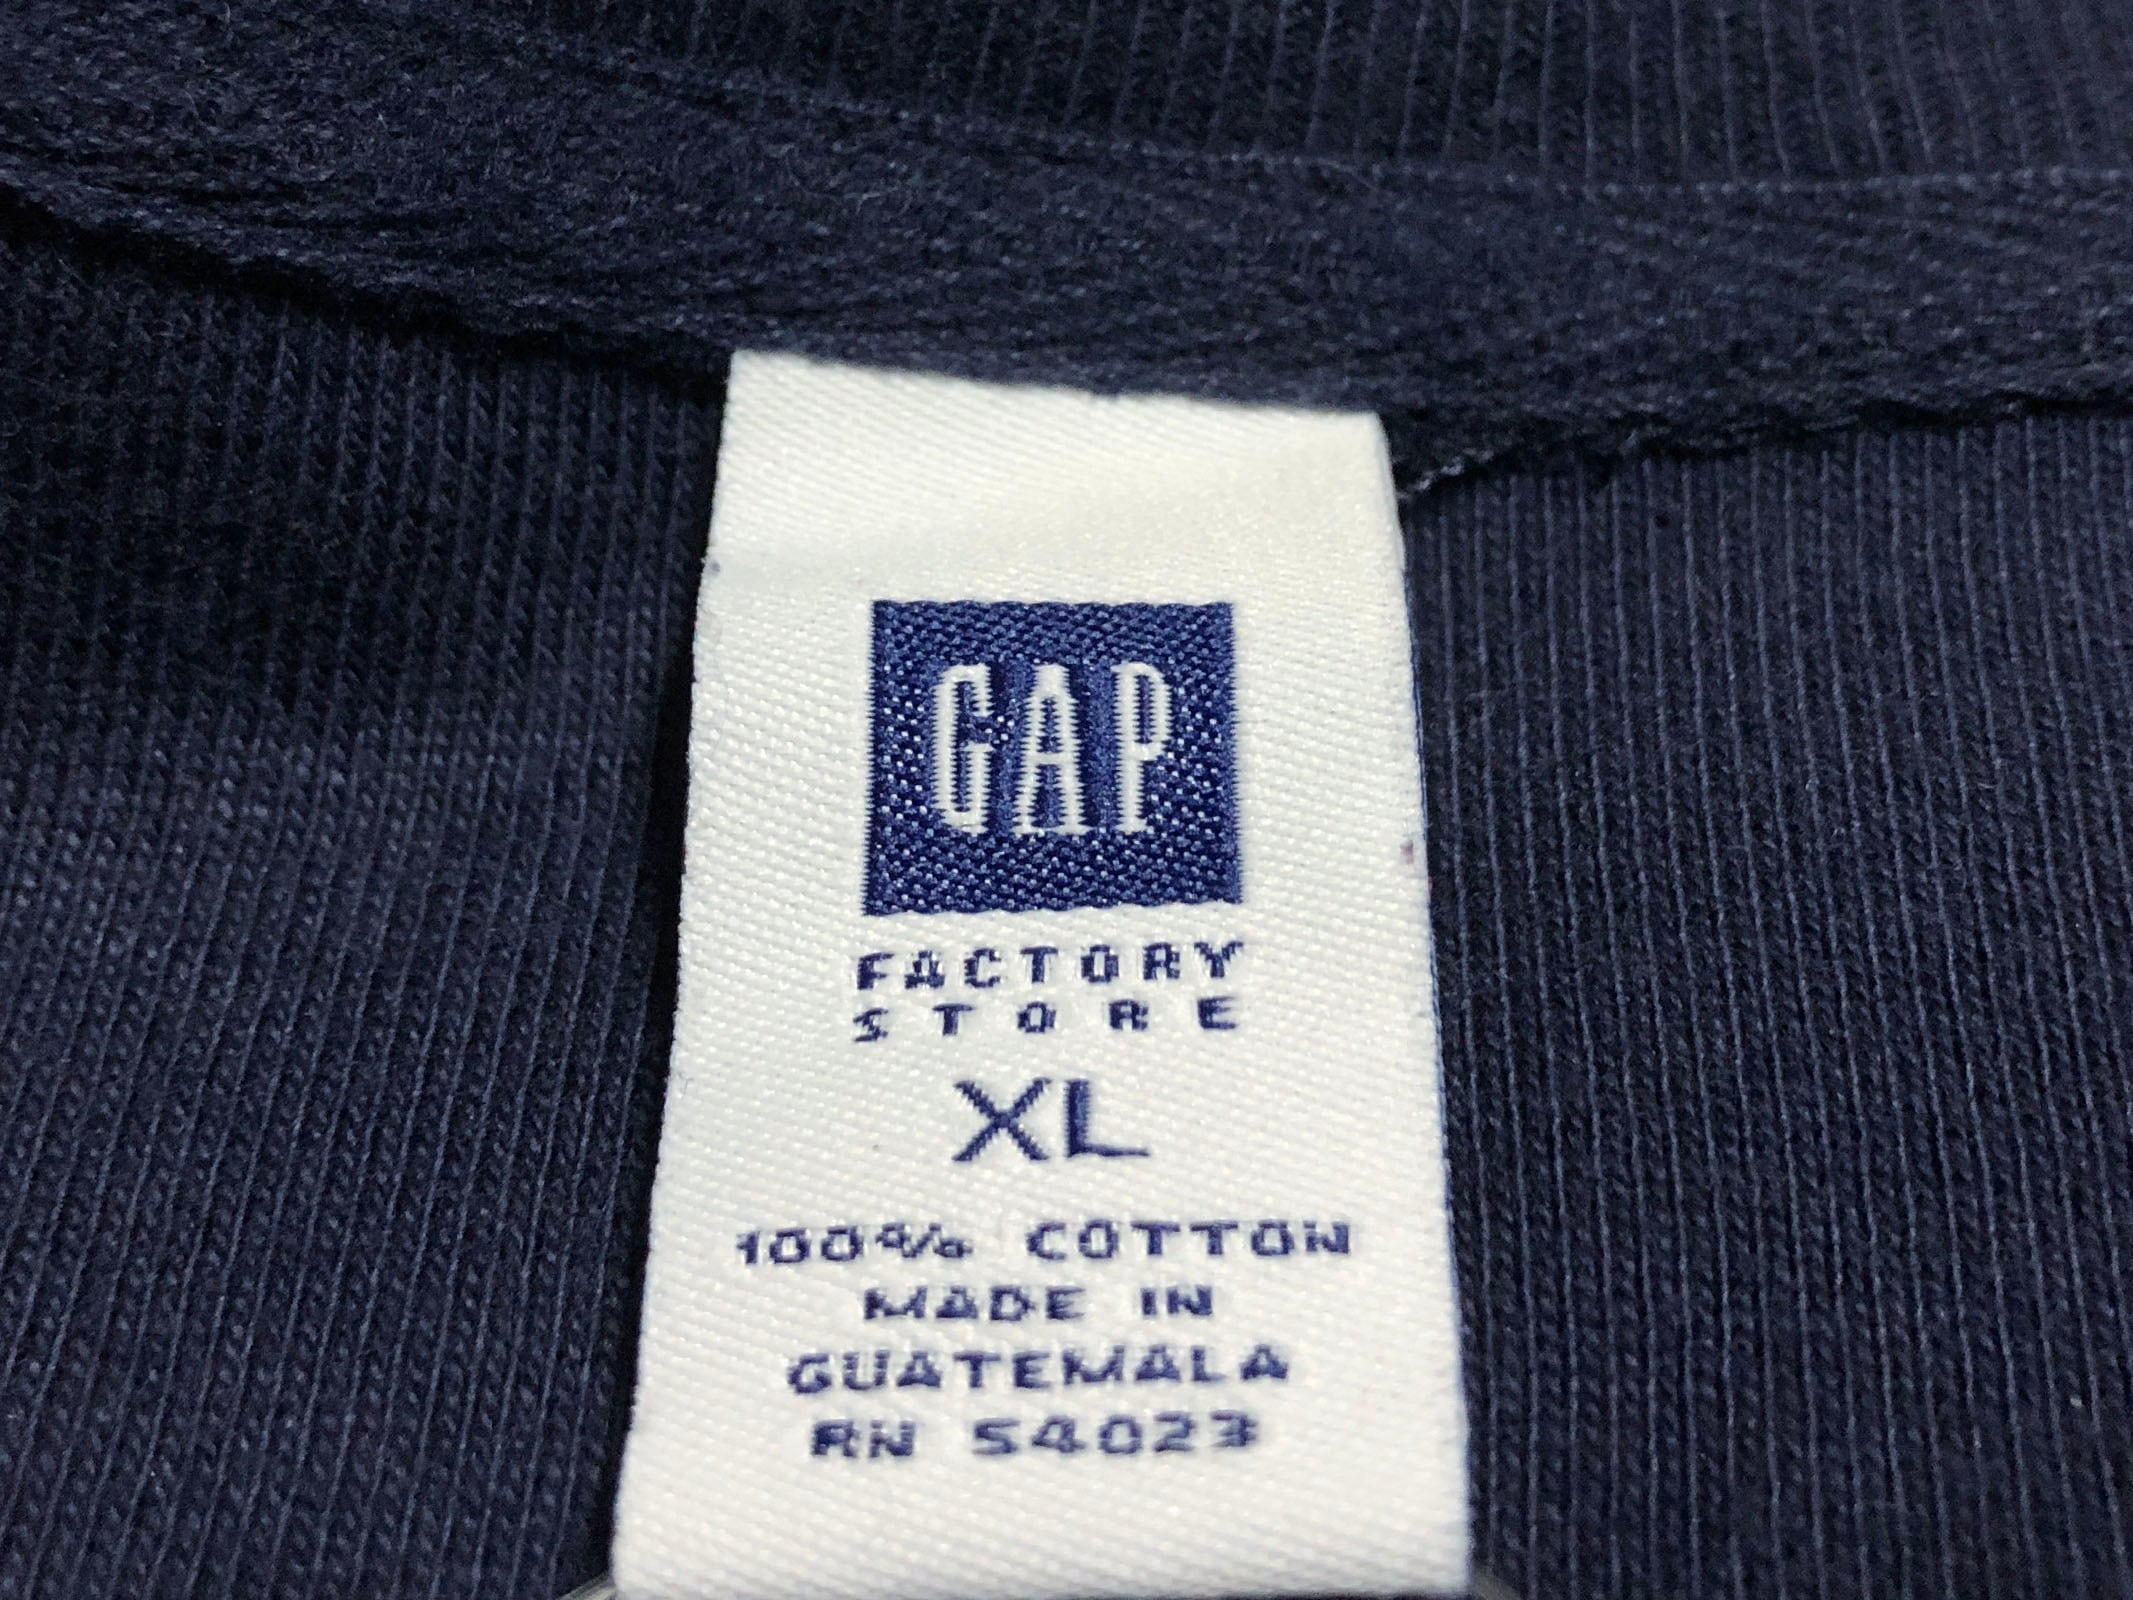 GAP
FACTORY
STORE
XL
100% COTTON
MADE IN
GUATEMALA
RN 54023